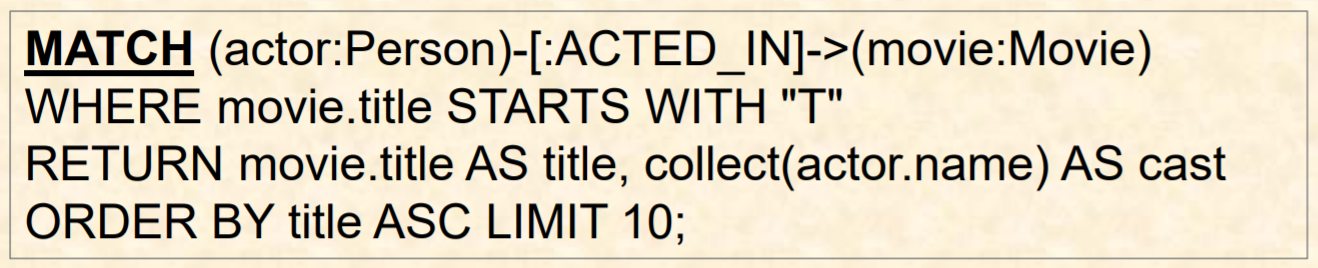 MATCH (actor:Person)-[:ACTED_IN]->(movie:Movie)
WHERE movie.title STARTS WITH "T"
RETURN movie.title AS title, collect(actor.name) AS cast
ORDER BY title ASC LIMIT 10;